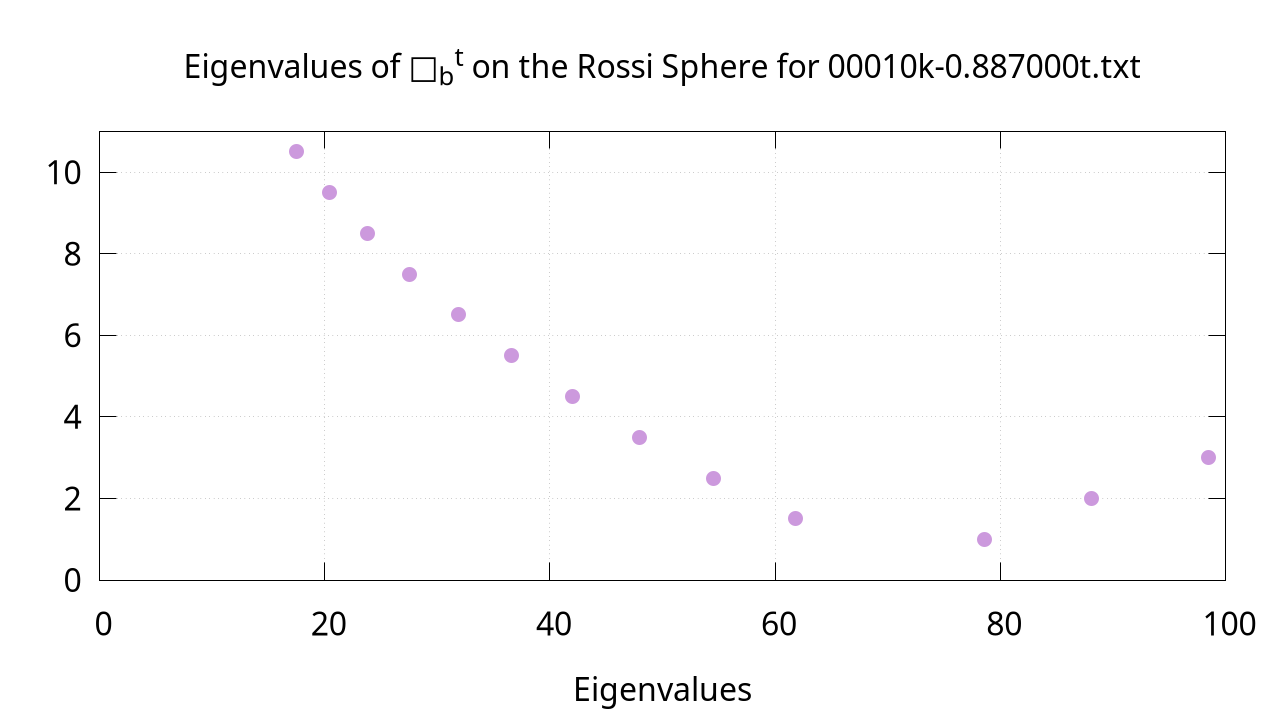 Eigenvalues of □bᵗ on the Rossi Sphere for 00010k-0.887000t.txt
10
8
6
4
2
0
0 20 40 60 80 100
Eigenvalues